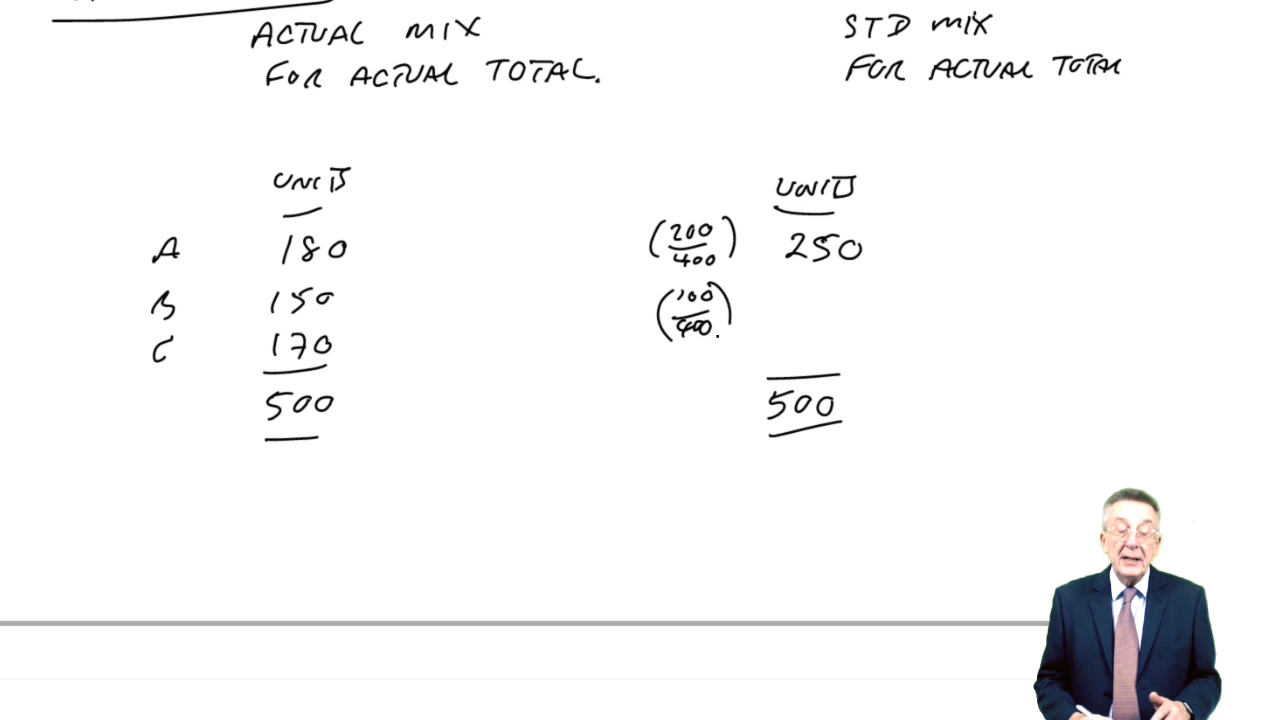 ACTUAL MIX
FOR ACTUAL TOTAL.
STD MIX
FOR ACTUAL TOTAL
UNITS
UNITS
A 180 (200/400) 250
B 150 (100/400)
C 170
500 500